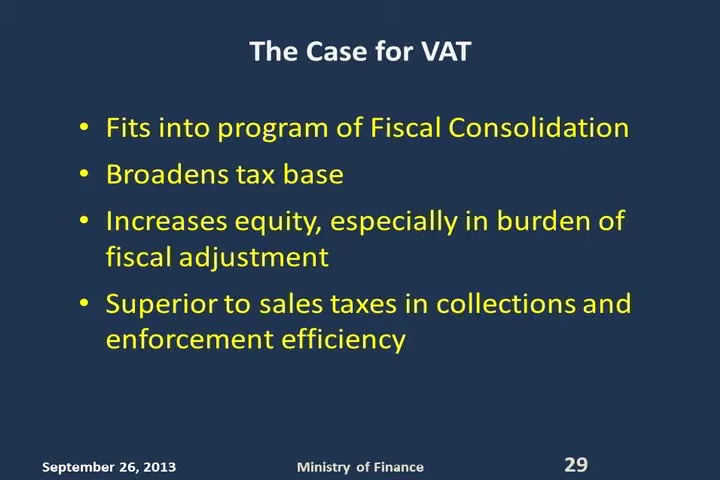 The Case for VAT
• Fits into program of Fiscal Consolidation
• Broadens tax base
• Increases equity, especially in burden of
fiscal adjustment
• Superior to sales taxes in collections and
enforcement efficiency
September 26, 2013 Ministry of Finance 29